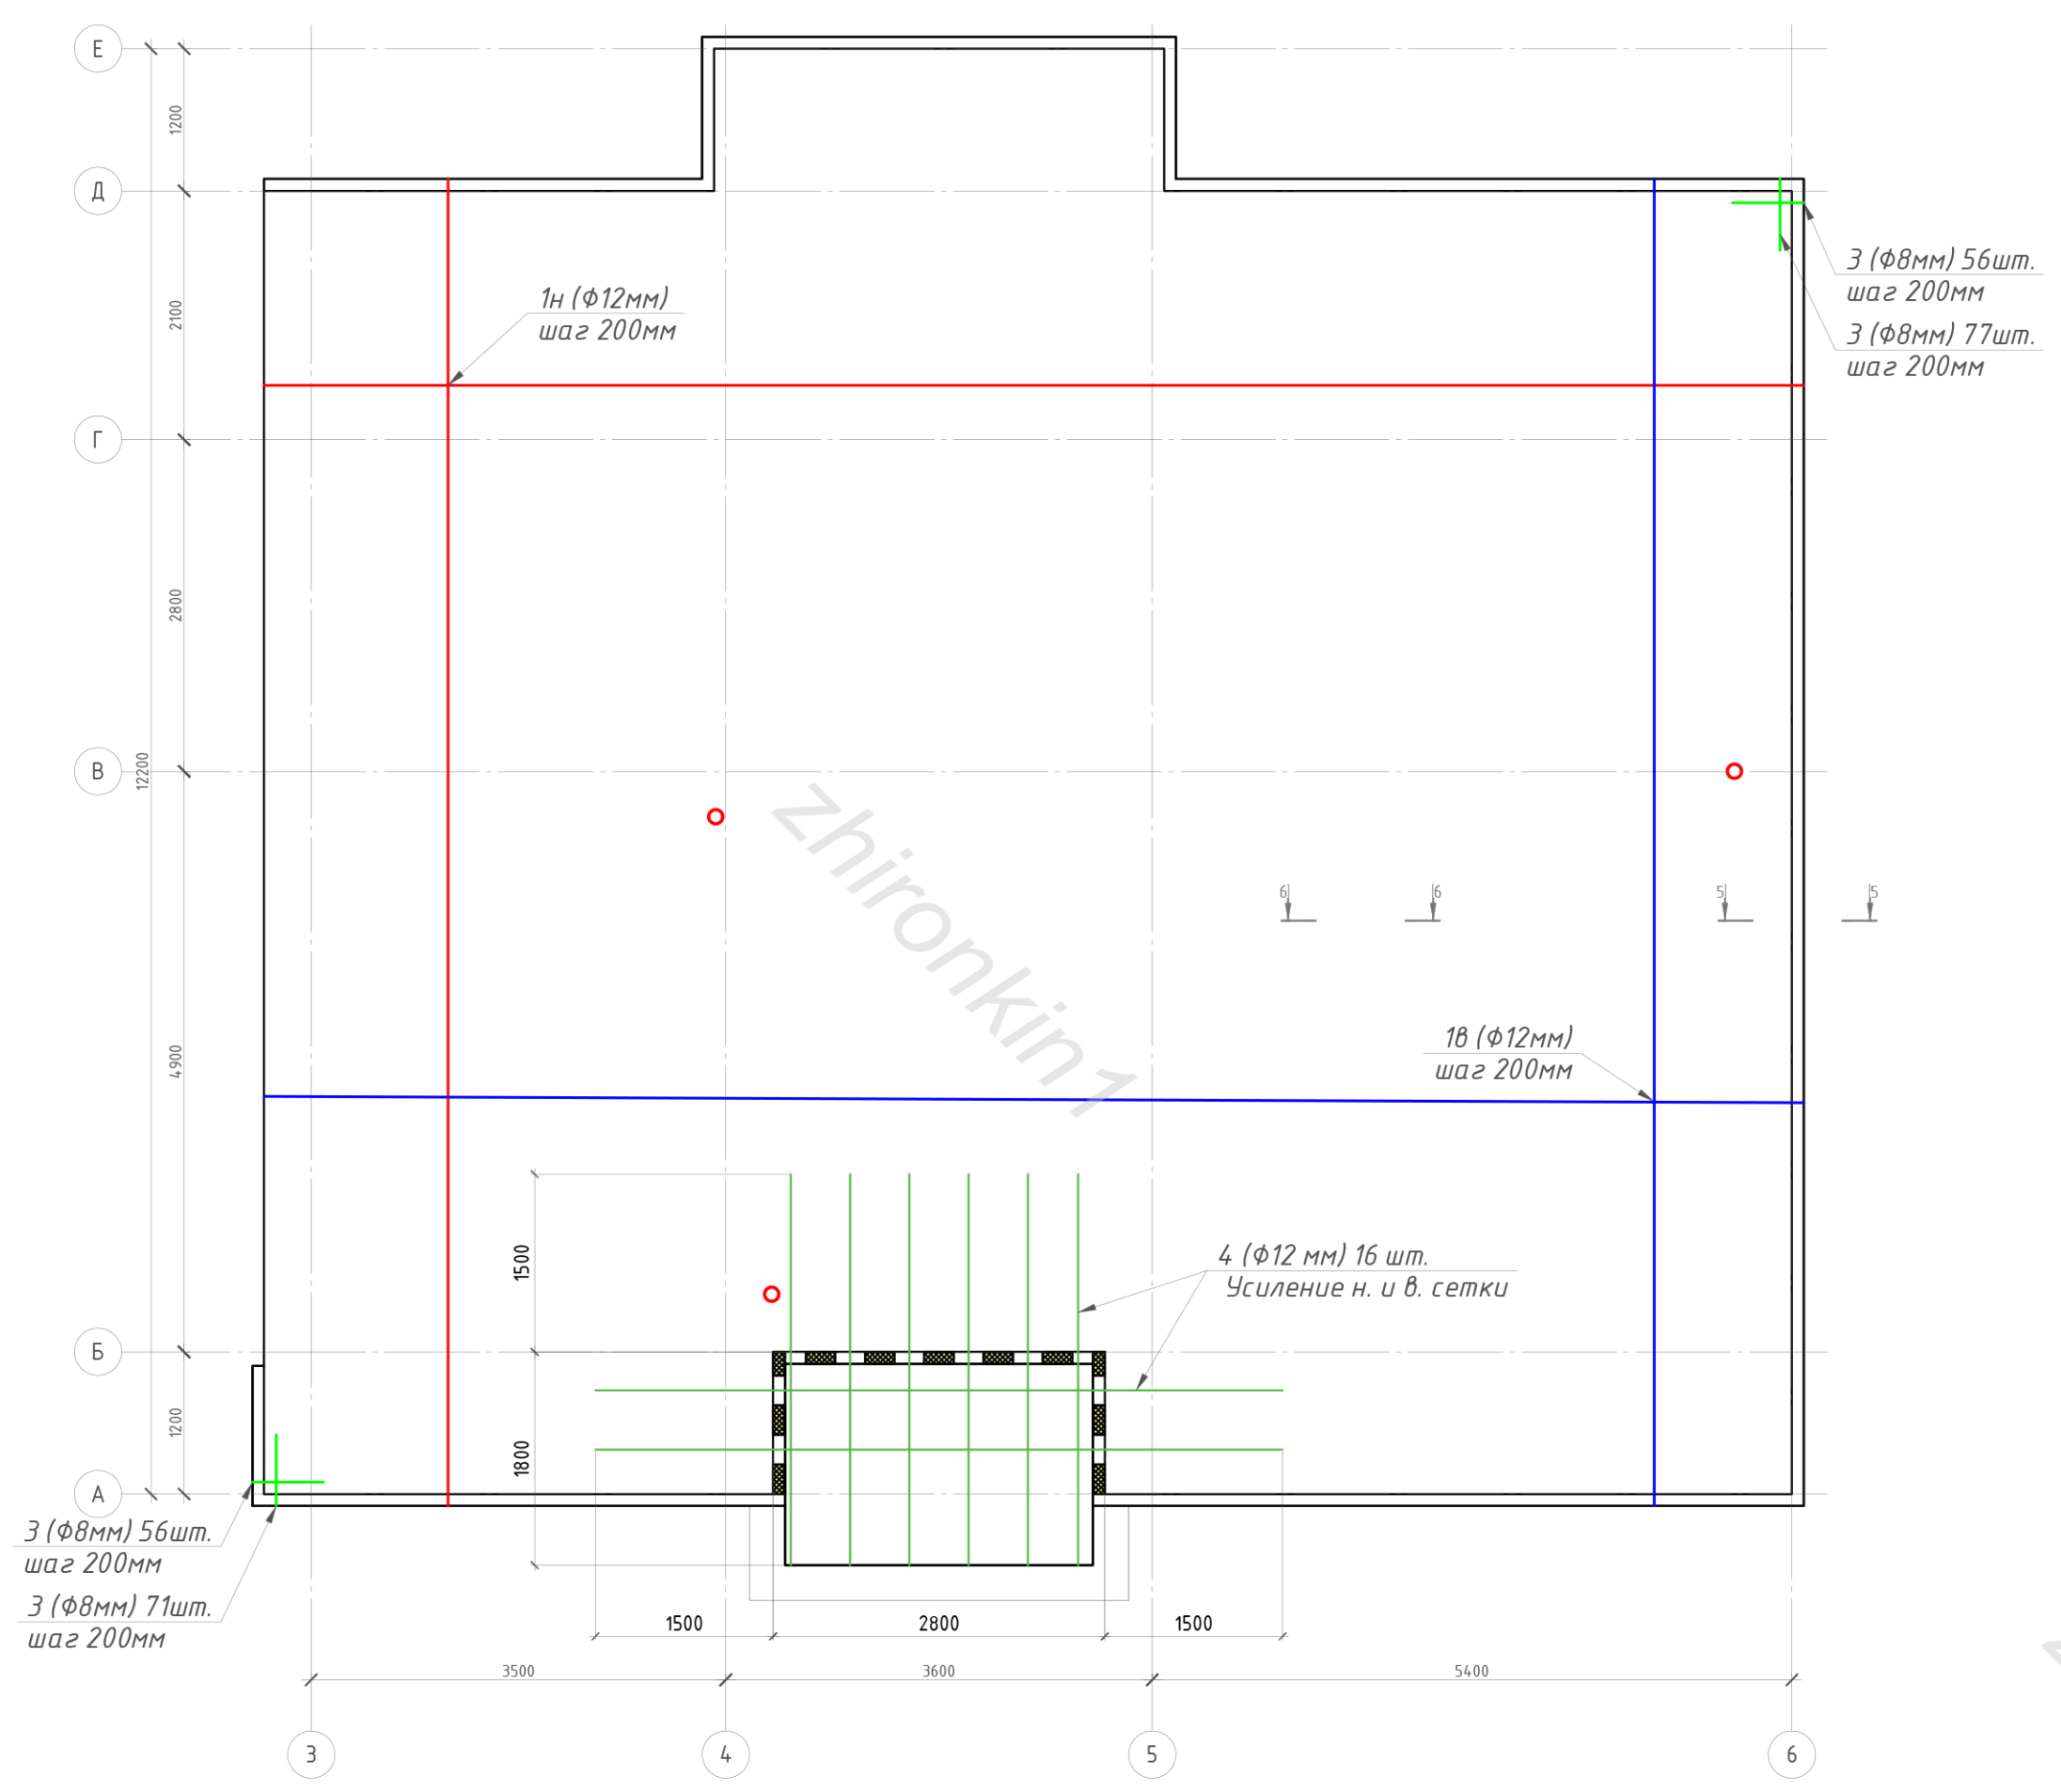 Е
1200
Д
3 (Ф8мм) 56шт.
шаг 200мм
1н (Ф12мм)
шаг 200мм
2100
3 (Ф8мм) 77шт.
шаг 200мм
Г
2800
В
12200
zhironkin1
6
6
5
5
1в (Ф12мм)
шаг 200мм
4900
1500
4 (Ф12 мм) 16 шт.
Усиление н. и в. сетки
Б
1200
1800
А
3 (Ф8мм) 56шт.
шаг 200мм
3 (Ф8мм) 71шт.
шаг 200мм
1500
2800
1500
3500
3600
5400
3
4
5
6